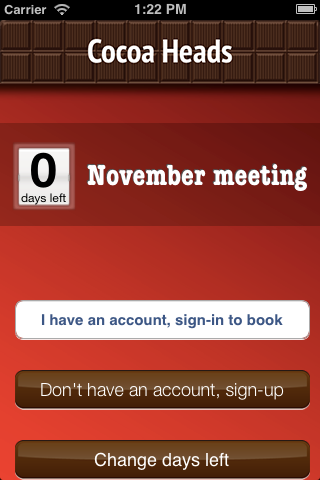 Carrier 1:22 PM
Cocoa Heads
0
days left
November meeting
I have an account, sign-in to book
Don't have an account, sign-up
Change days left